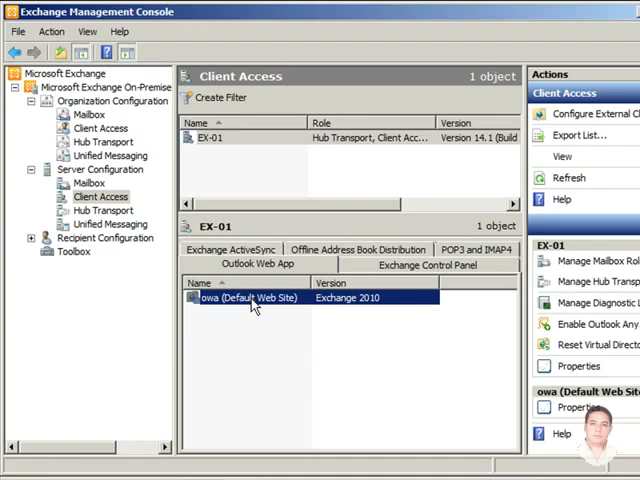 Exchange Management Console
File Action View Help
Microsoft Exchange
Microsoft Exchange On-Premise
Organization Configuration
Mailbox
Client Access
Hub Transport
Unified Messaging
Server Configuration
Mailbox
Client Access
Hub Transport
Unified Messaging
Recipient Configuration
Toolbox
Client Access 1 object
Create Filter
Name Role Version
EX-01 Hub Transport, Client Acc... Version 14.1 (Build
EX-01 1 object
Exchange ActiveSync Offline Address Book Distribution POP3 and IMAP4
Outlook Web App Exchange Control Panel
Name Version
owa (Default Web Site) Exchange 2010
Actions
Client Access
Configure External C
Export List...
View
Refresh
Help
EX-01
Manage Mailbox Ro
Manage Hub Trans
Manage Diagnostic L
Enable Outlook Any
Reset Virtual Direct
Properties
owa (Default Web Site
Prope
Help